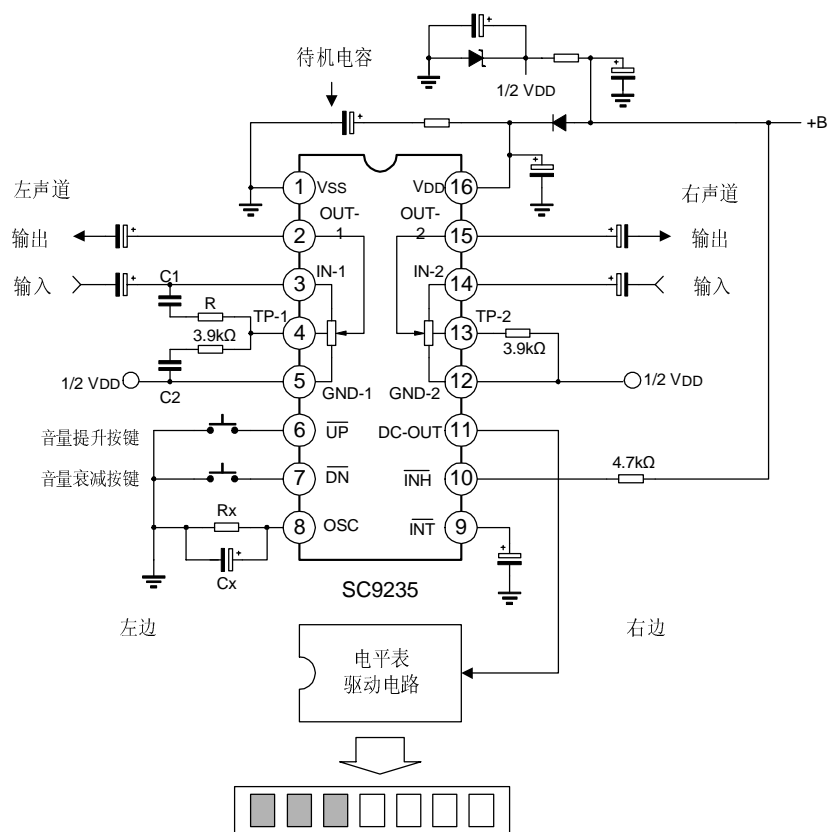 待机电容
1/2 VDD
+B
左声道
右声道
1 VSS
VDD 16
OUT-1
OUT-2
输出
2
15
输出
输入
C1
3
IN-1
IN-2
14
输入
R
TP-1
4
13
TP-2
3.9kΩ
3.9kΩ
1/2 VDD
C2
5
GND-1
GND-2
12
1/2 VDD
音量提升按键
6
UP
DC-OUT
11
音量衰减按键
7
DN
INH
10
4.7kΩ
Rx
8
OSC
INT
9
Cx
SC9235
左边
右边
电平表
驱动电路